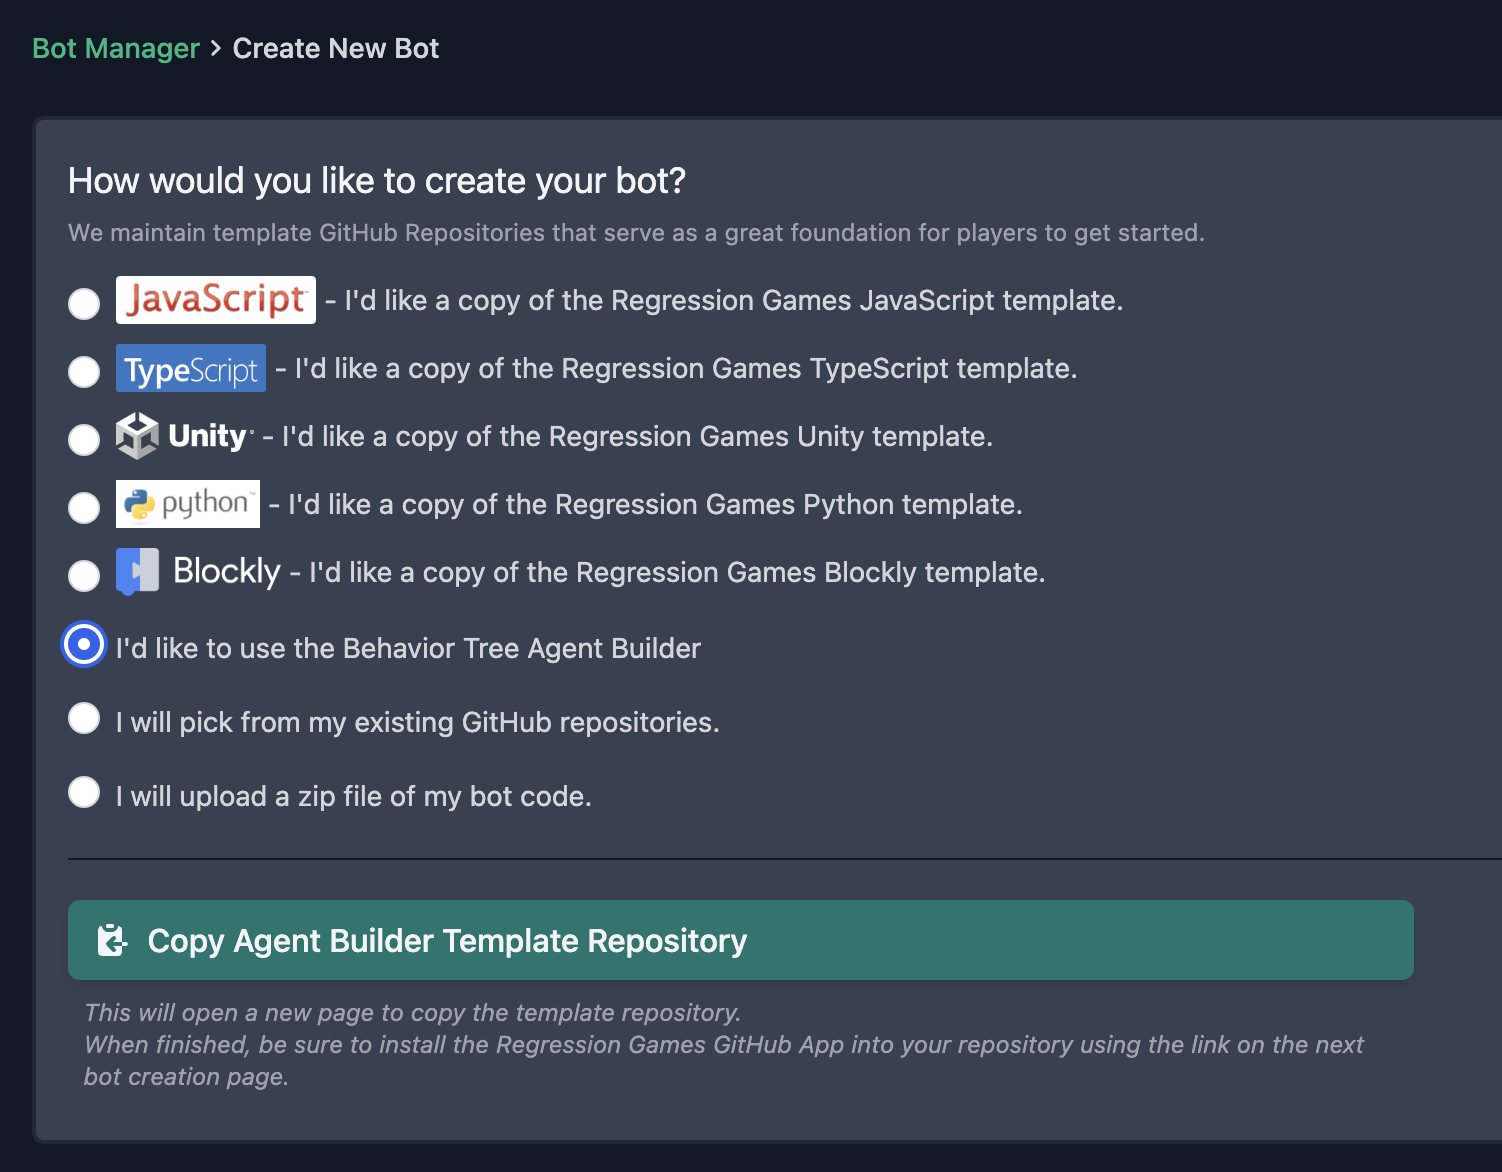 Bot Manager > Create New Bot
How would you like to create your bot?
We maintain template GitHub Repositories that serve as a great foundation for players to get started.
JavaScript™ - I'd like a copy of the Regression Games JavaScript template.
TypeScript - I'd like a copy of the Regression Games TypeScript template.
Unity - I'd like a copy of the Regression Games Unity template.
python™ - I'd like a copy of the Regression Games Python template.
Blockly - I'd like a copy of the Regression Games Blockly template.
I'd like to use the Behavior Tree Agent Builder
I will pick from my existing GitHub repositories.
I will upload a zip file of my bot code.
Copy Agent Builder Template Repository
This will open a new page to copy the template repository.
When finished, be sure to install the Regression Games GitHub App into your repository using the link on the next
bot creation page.